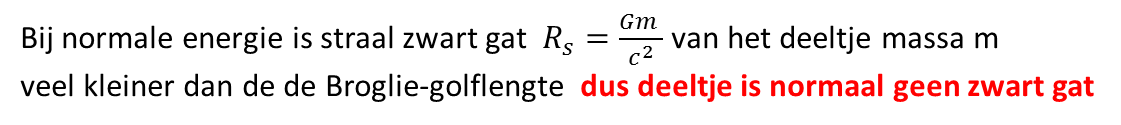 Bij normale energie is straal zwart gat R_s = \frac{Gm}{c^2} van het deeltje massa m
veel kleiner dan de de Broglie-golflengte dus deeltje is normaal geen zwart gat